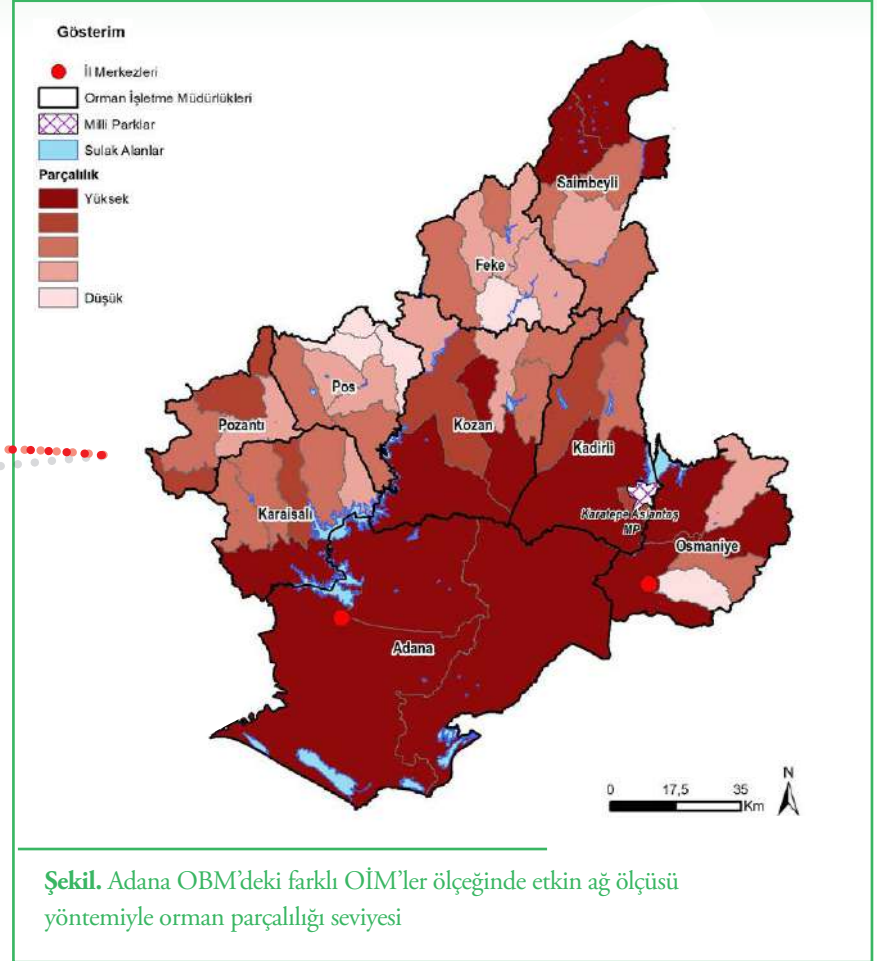 Gösterim
İl Merkezleri
Orman İşletme Müdürlükleri
Milli Parklar
Sulak Alanlar
Parçalılık
Yüksek
Düşük
Saimbeyli
Feke
Pos
Pozantı
Kozan
Kadirli
Karaisalı
Karatepe Aslantaş
MP
Osmaniye
Adana
N
0 17,5 35
Km
Şekil. Adana OBM’deki farklı OİM’ler ölçeğinde etkin ağ ölçüsü
yöntemiyle orman parçalılığı seviyesi